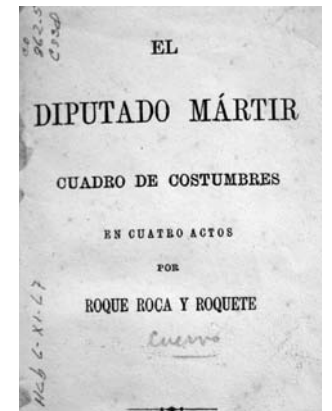 EL
DIPUTADO MÁRTIR
CUADRO DE COSTUMBRES
EN CUATRO ACTOS
POR
ROQUE ROCA Y ROQUETE
Cuervo